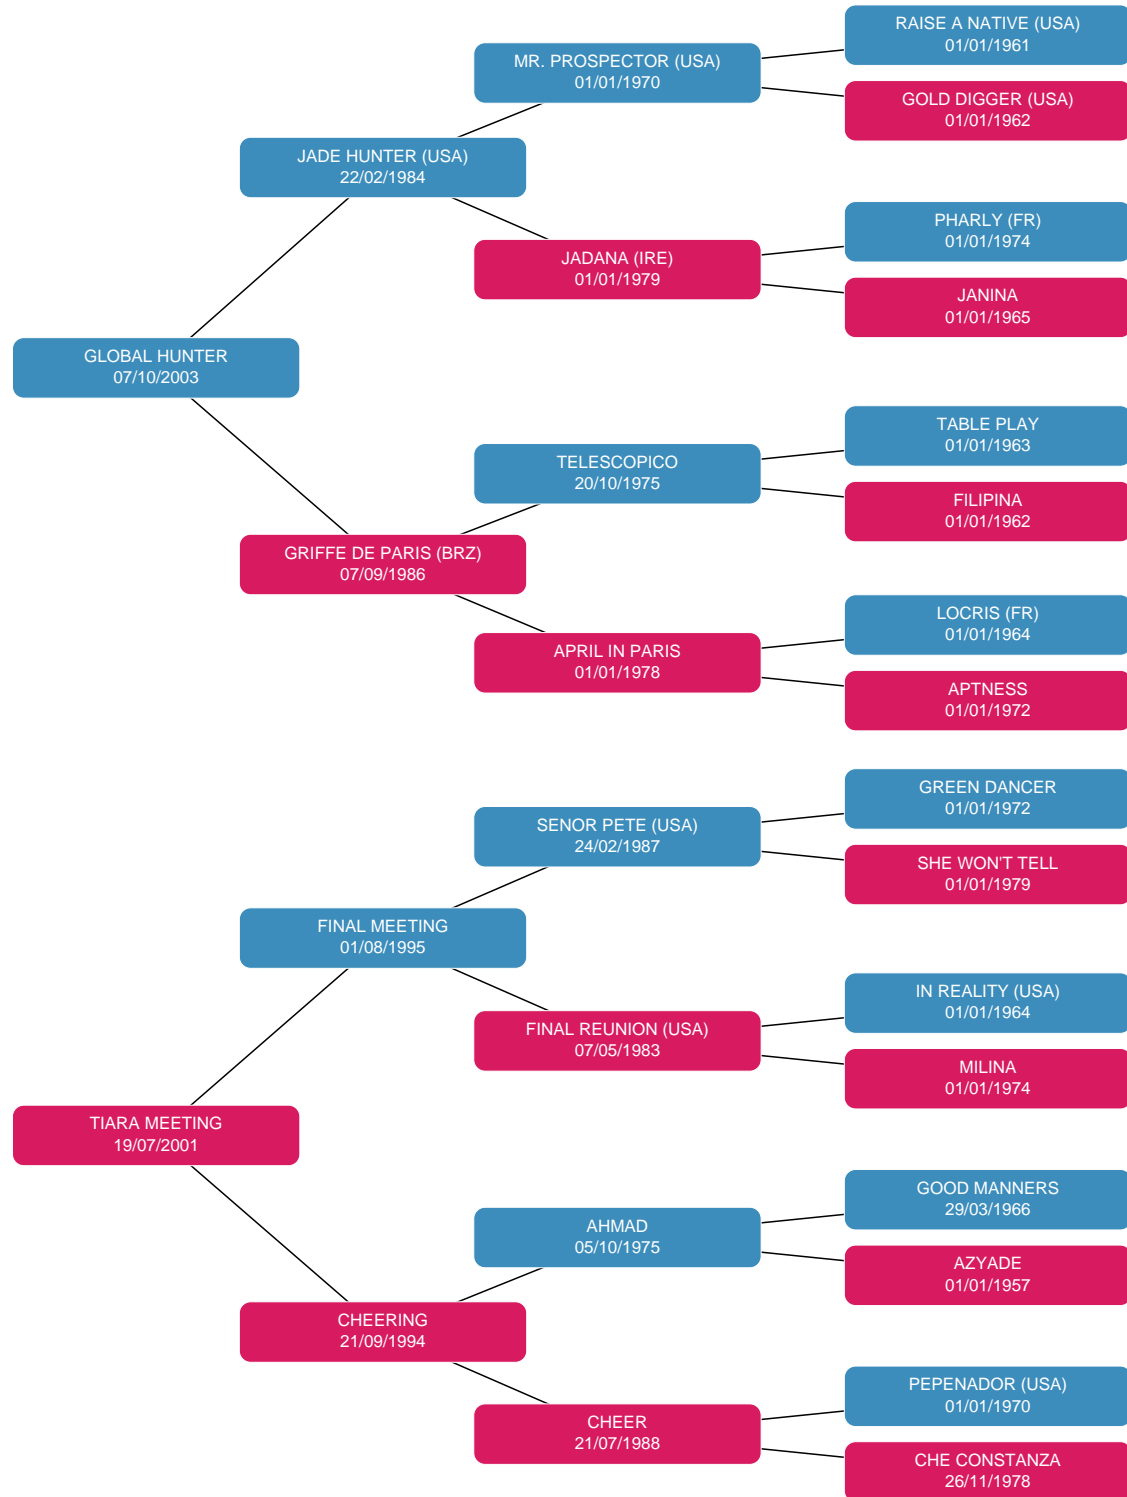 RAISE A NATIVE (USA)
01/01/1961
MR. PROSPECTOR (USA)
01/01/1970
GOLD DIGGER (USA)
01/01/1962
JADE HUNTER (USA)
22/02/1984
PHARLY (FR)
01/01/1974
JADANA (IRE)
01/01/1979
JANINA
01/01/1965
GLOBAL HUNTER
07/10/2003
TABLE PLAY
01/01/1963
TELESCOPICO
20/10/1975
FILIPINA
01/01/1962
GRIFFE DE PARIS (BRZ)
07/09/1986
LOCRIS (FR)
01/01/1964
APRIL IN PARIS
01/01/1978
APTNESS
01/01/1972
GREEN DANCER
01/01/1972
SENOR PETE (USA)
24/02/1987
SHE WON'T TELL
01/01/1979
FINAL MEETING
01/08/1995
IN REALITY (USA)
01/01/1964
FINAL REUNION (USA)
07/05/1983
MILINA
01/01/1974
TIARA MEETING
19/07/2001
GOOD MANNERS
29/03/1966
AHMAD
05/10/1975
AZYADE
01/01/1957
CHEERING
21/09/1994
PEPENADOR (USA)
01/01/1970
CHEER
21/07/1988
CHE CONSTANZA
26/11/1978